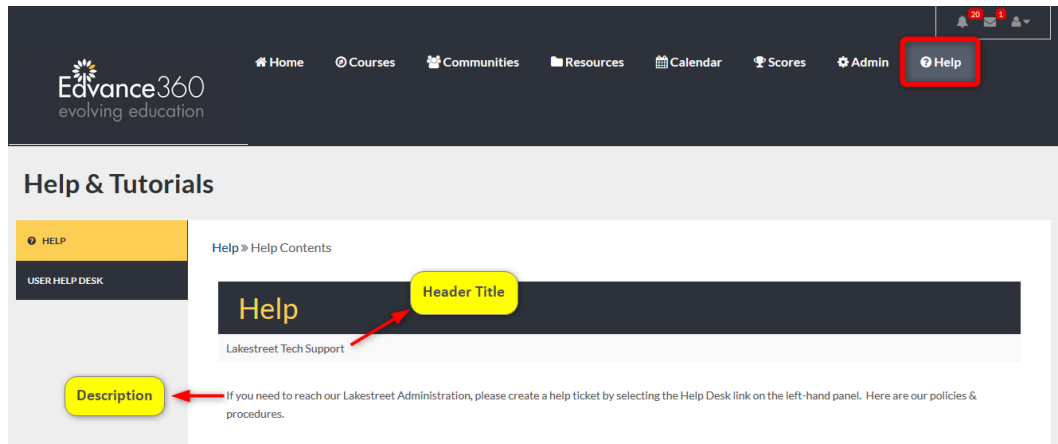 20 1
Home Courses Communities Resources Calendar Scores Admin Help
Edvance360
evolving education
Help & Tutorials
HELP
Help » Help Contents
USER HELP DESK
Header Title
Help
Lakestreet Tech Support
Description
If you need to reach our Lakestreet Administration, please create a help ticket by selecting the Help Desk link on the left-hand panel. Here are our policies &
procedures.